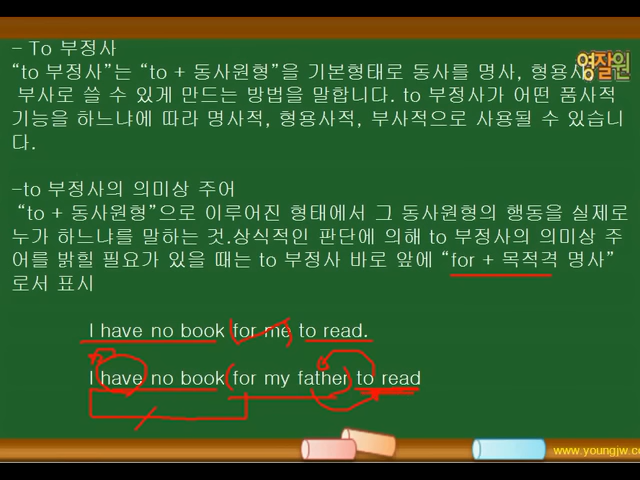 - To 부정사
“to 부정사”는 “to + 동사원형”을 기본형태로 동사를 명사, 형용사
부사로 쓸 수 있게 만드는 방법을 말합니다. to 부정사가 어떤 품사적
기능을 하느냐에 따라 명사적, 형용사적, 부사적으로 사용될 수 있습니
다.
-to 부정사의 의미상 주어
“to + 동사원형”으로 이루어진 형태에서 그 동사원형의 행동을 실제로
누가 하느냐를 말하는 것.상식적인 판단에 의해 to 부정사의 의미상 주
어를 밝힐 필요가 있을 때는 to 부정사 바로 앞에 “for + 목적격 명사”
로서 표시
I have no book for me to read.
I have no book for my father to read
영잘원
www.youngjw.co